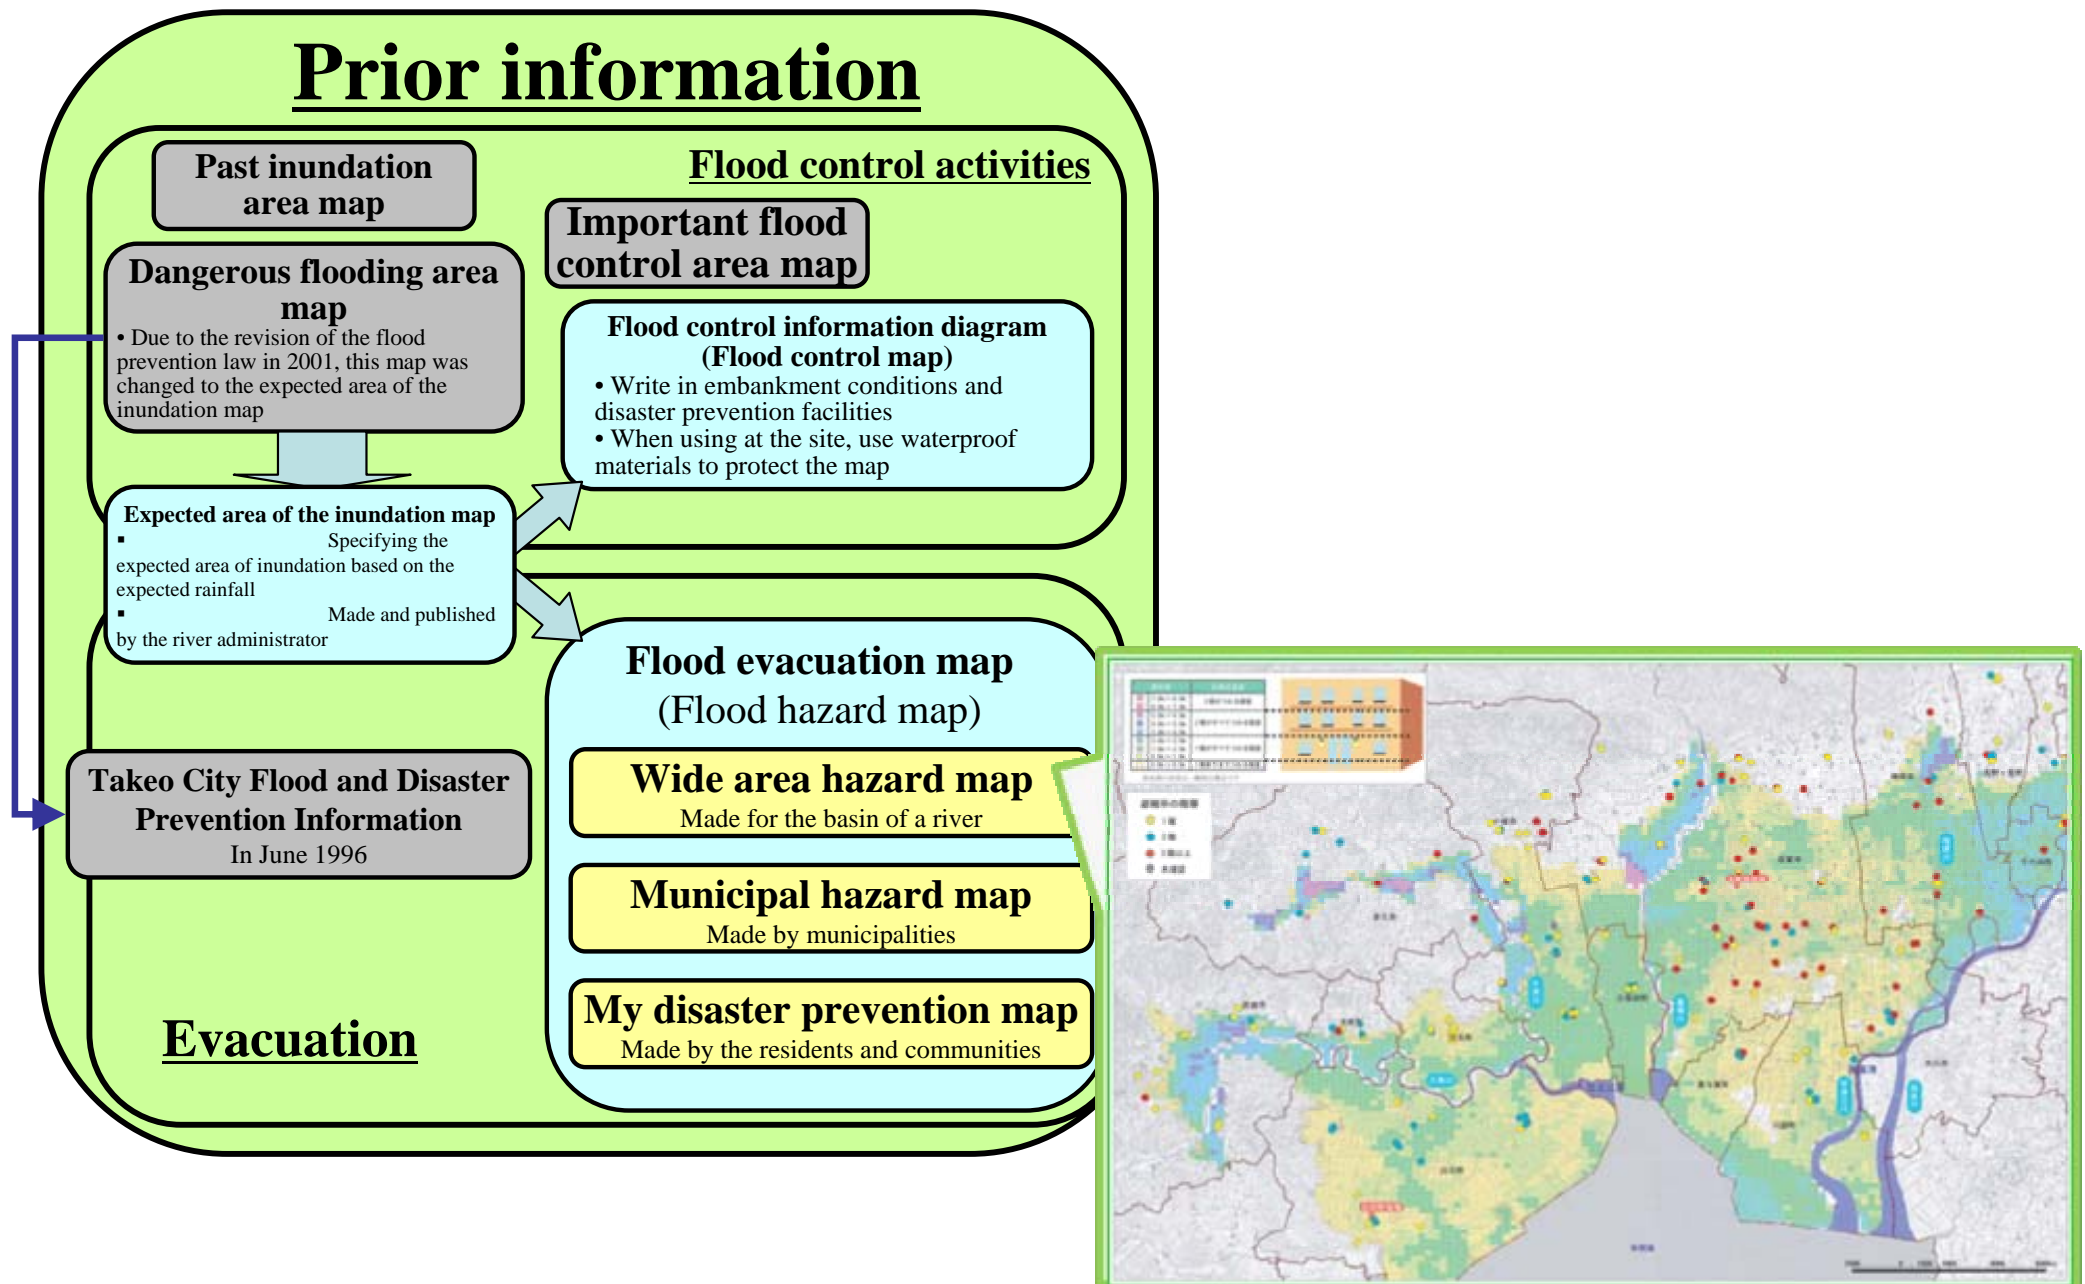 Prior information
Past inundation
area map
Flood control activities
Important flood
control area map
Dangerous flooding area
map
• Due to the revision of the flood
prevention law in 2001, this map was
changed to the expected area of the
inundation map
Flood control information diagram
(Flood control map)
• Write in embankment conditions and
disaster prevention facilities
• When using at the site, use waterproof
materials to protect the map
Expected area of the inundation map
▪ Specifying the
expected area of inundation based on the
expected rainfall
▪ Made and published
by the river administrator
Flood evacuation map
(Flood hazard map)
Wide area hazard map
Made for the basin of a river
Takeo City Flood and Disaster
Prevention Information
In June 1996
Municipal hazard map
Made by municipalities
My disaster prevention map
Made by the residents and communities
Evacuation